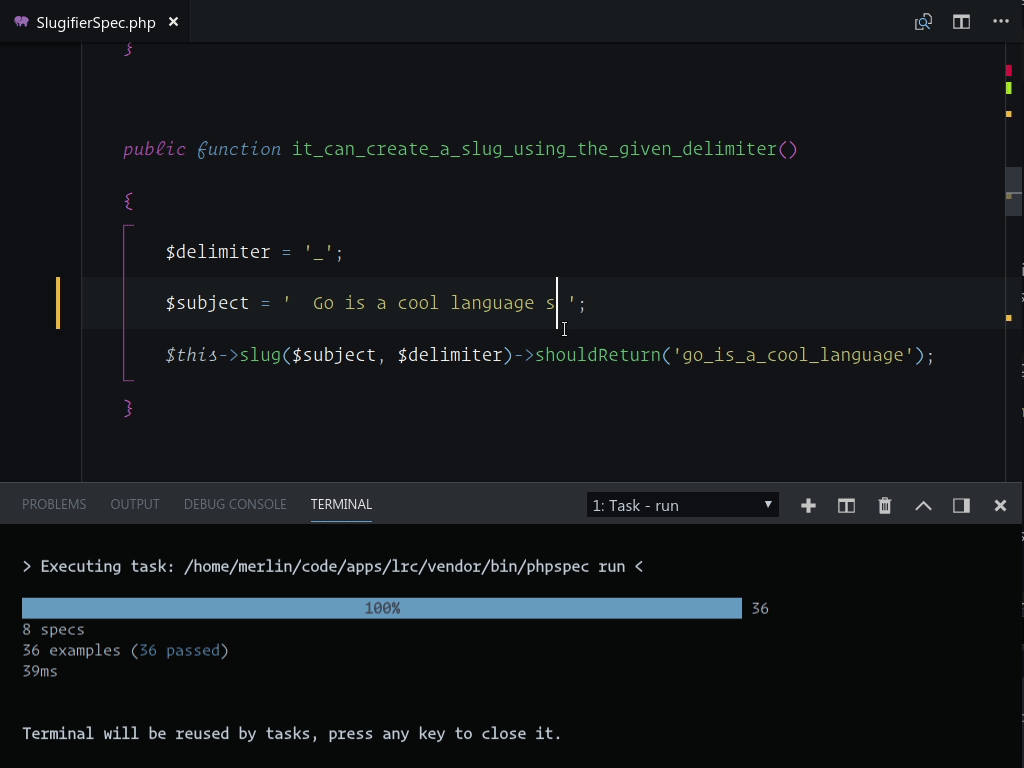 SlugifierSpec.php ×
}
public function it_can_create_a_slug_using_the_given_delimiter()
{
$delimiter = '_';
$subject = '  Go is a cool language s ';
$this->slug($subject, $delimiter)->shouldReturn('go_is_a_cool_language');
}
PROBLEMS OUTPUT DEBUG CONSOLE TERMINAL 1: Task - run
> Executing task: /home/merlin/code/apps/lrc/vendor/bin/phpspec run <
100% 36
8 specs
36 examples (36 passed)
39ms
Terminal will be reused by tasks, press any key to close it.